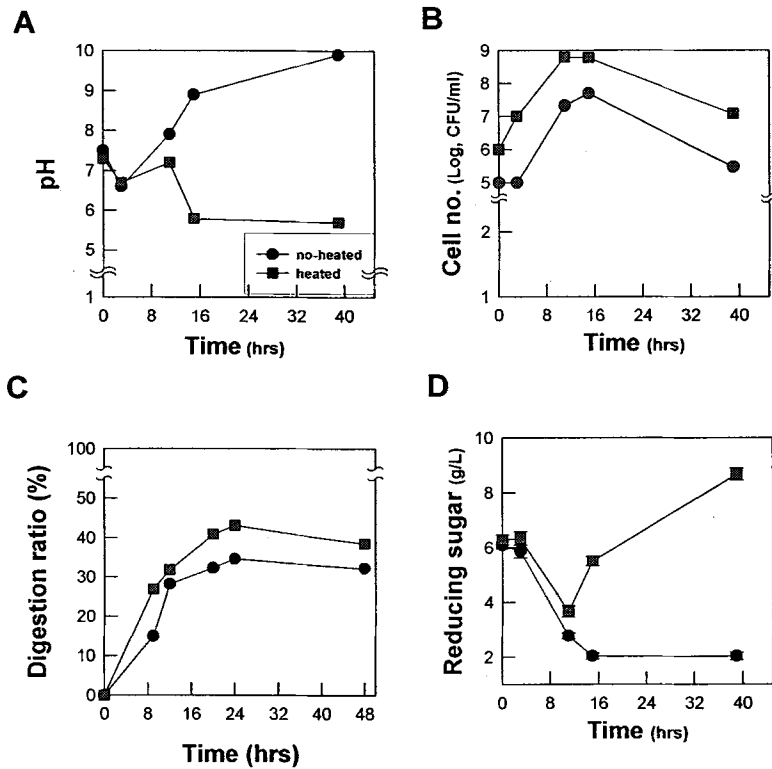 A
10
9
8
7
6
5
1
pH
no-heated
heated
0 8 16 24 32 40
Time (hrs)
B
9
8
7
6
5
2
1
Cell no. (Log, CFU/ml)
0 8 16 24 32 40
Time (hrs)
C
100
50
40
30
20
10
0
Digestion ratio (%)
0 8 16 24 32 40 48
Time (hrs)
D
10
8
6
4
2
Reducing sugar (g/L)
0 8 16 24 32 40
Time (hrs)